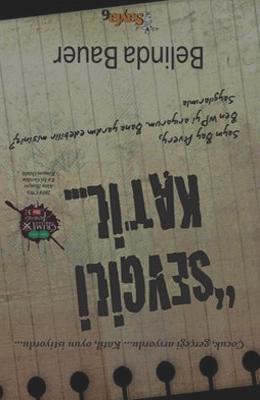 Çocuk, gerçeği arıyordu... Katil, oyun istiyordu...
“SEVGİLİ
KATİL...
Sayın Bay Avery,
Ben WP'yi arıyorum. Bana yardım edebilir misiniz?
Saygılarımla
Belinda Bauer
Sayfa6